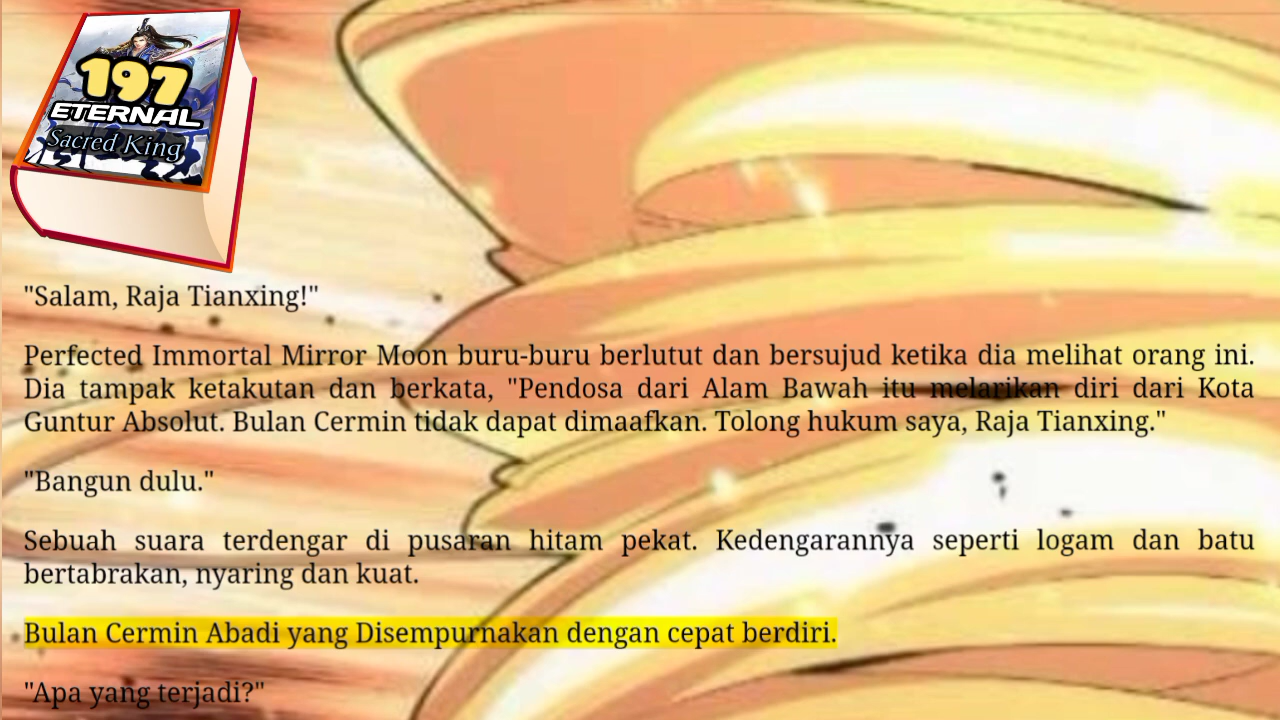 197
ETERNAL
Sacred King
"Salam, Raja Tianxing!"
Perfected Immortal Mirror Moon buru-buru berlutut dan bersujud ketika dia melihat orang ini.
Dia tampak ketakutan dan berkata, "Pendosa dari Alam Bawah itu melarikan diri dari Kota
Guntur Absolut. Bulan Cermin tidak dapat dimaafkan. Tolong hukum saya, Raja Tianxing."
"Bangun dulu."
Sebuah suara terdengar di pusaran hitam pekat. Kedengarannya seperti logam dan batu
bertabrakan, nyaring dan kuat.
Bulan Cermin Abadi yang Disempurnakan dengan cepat berdiri.
"Apa yang terjadi?"